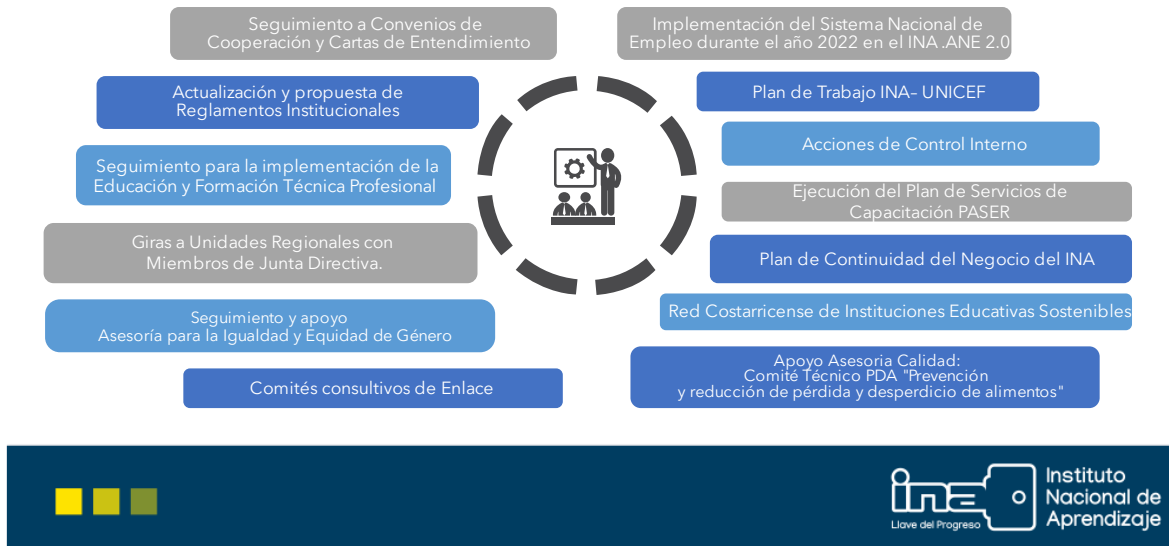 Seguimiento a Convenios de
Cooperación y Cartas de Entendimiento
Actualización y propuesta de
Reglamentos Institucionales
Seguimiento para la implementación de la
Educación y Formación Técnica Profesional
Giras a Unidades Regionales con
Miembros de Junta Directiva.
Seguimiento y apoyo
Asesoría para la Igualdad y Equidad de Género
Comités consultivos de Enlace
Implementación del Sistema Nacional de
Empleo durante el año 2022 en el INA .ANE 2.0
Plan de Trabajo INA– UNICEF
Acciones de Control Interno
Ejecución del Plan de Servicios de
Capacitación PASER
Plan de Continuidad del Negocio del INA
Red Costarricense de Instituciones Educativas Sostenibles
Apoyo Asesoria Calidad:
Comité Técnico PDA "Prevención
y reducción de pérdida y desperdicio de alimentos"
ina
Llave del Progreso
Instituto
Nacional de
Aprendizaje